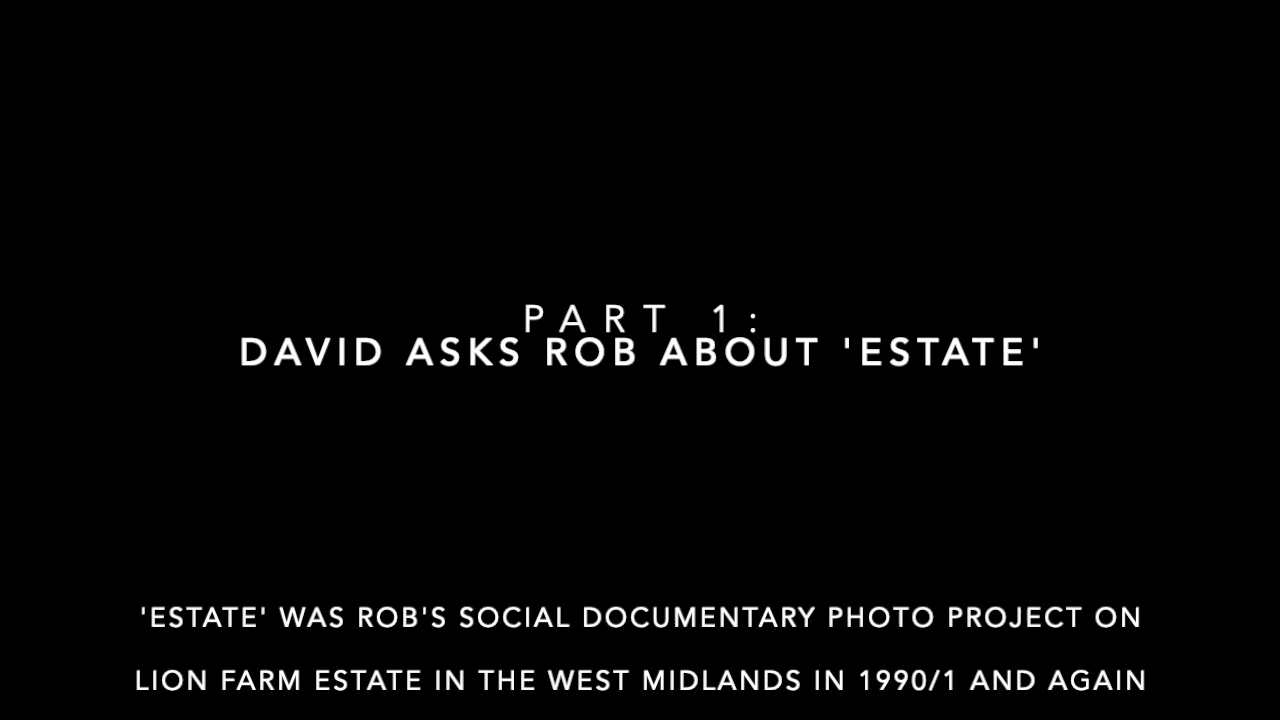 PART 1:
DAVID ASKS ROB ABOUT 'ESTATE'
'ESTATE' WAS ROB'S SOCIAL DOCUMENTARY PHOTO PROJECT ON
LION FARM ESTATE IN THE WEST MIDLANDS IN 1990/1 AND AGAIN